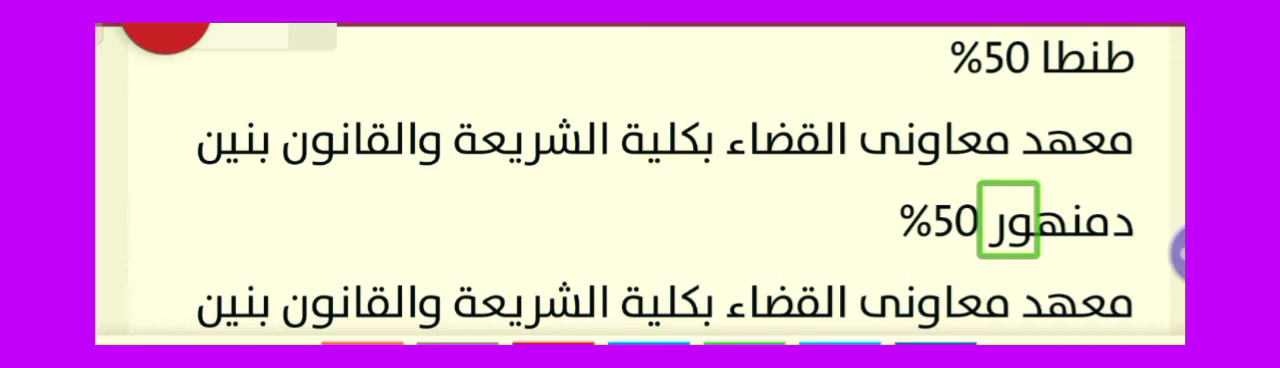 طنطا 50%
معهد معاونى القضاء بكلية الشريعة والقانون بنين
دمنهور 50%
معهد معاونى القضاء بكلية الشريعة والقانون بنين